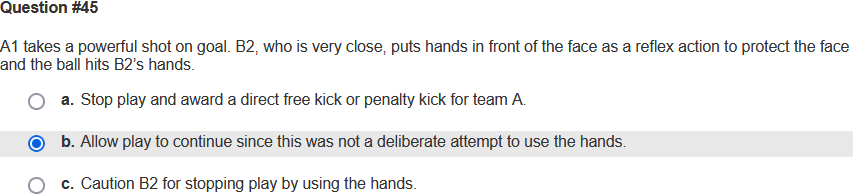 Question #45
A1 takes a powerful shot on goal. B2, who is very close, puts hands in front of the face as a reflex action to protect the face
and the ball hits B2's hands.
a. Stop play and award a direct free kick or penalty kick for team A.
b. Allow play to continue since this was not a deliberate attempt to use the hands.
c. Caution B2 for stopping play by using the hands.